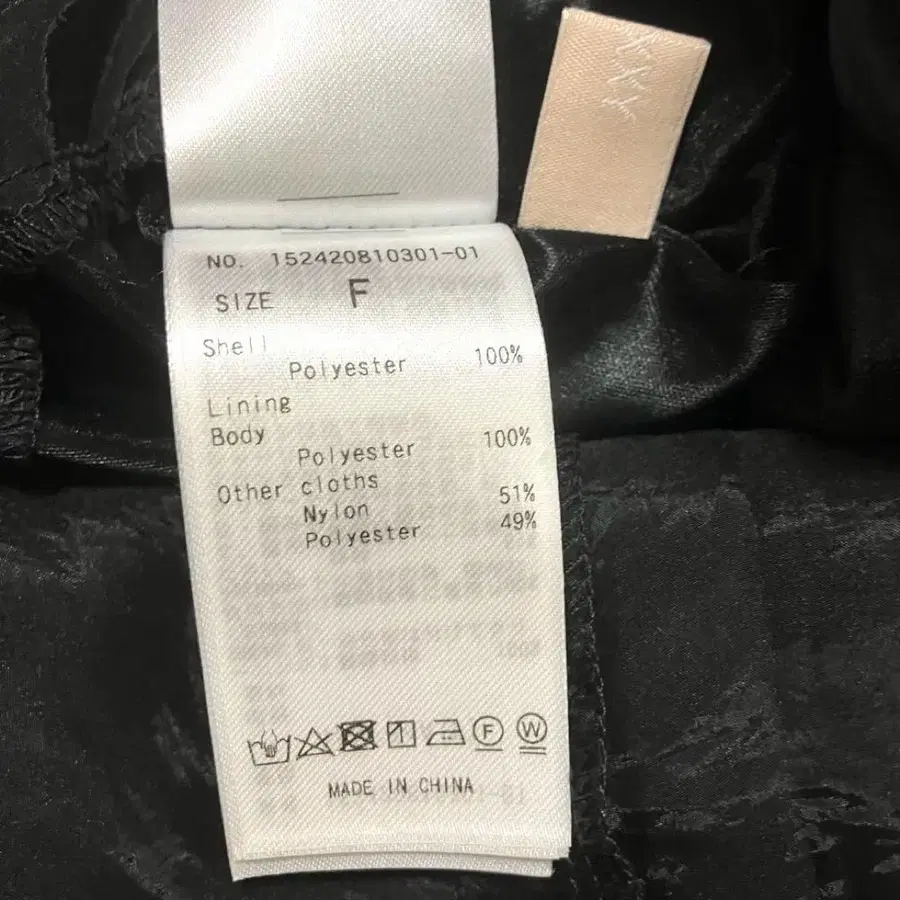 NO. 152420810301-01
SIZE F
Shell
Polyester 100%
Lining
Body
Polyester 100%
Other cloths
Nylon 51%
Polyester 49%
F W
MADE IN CHINA